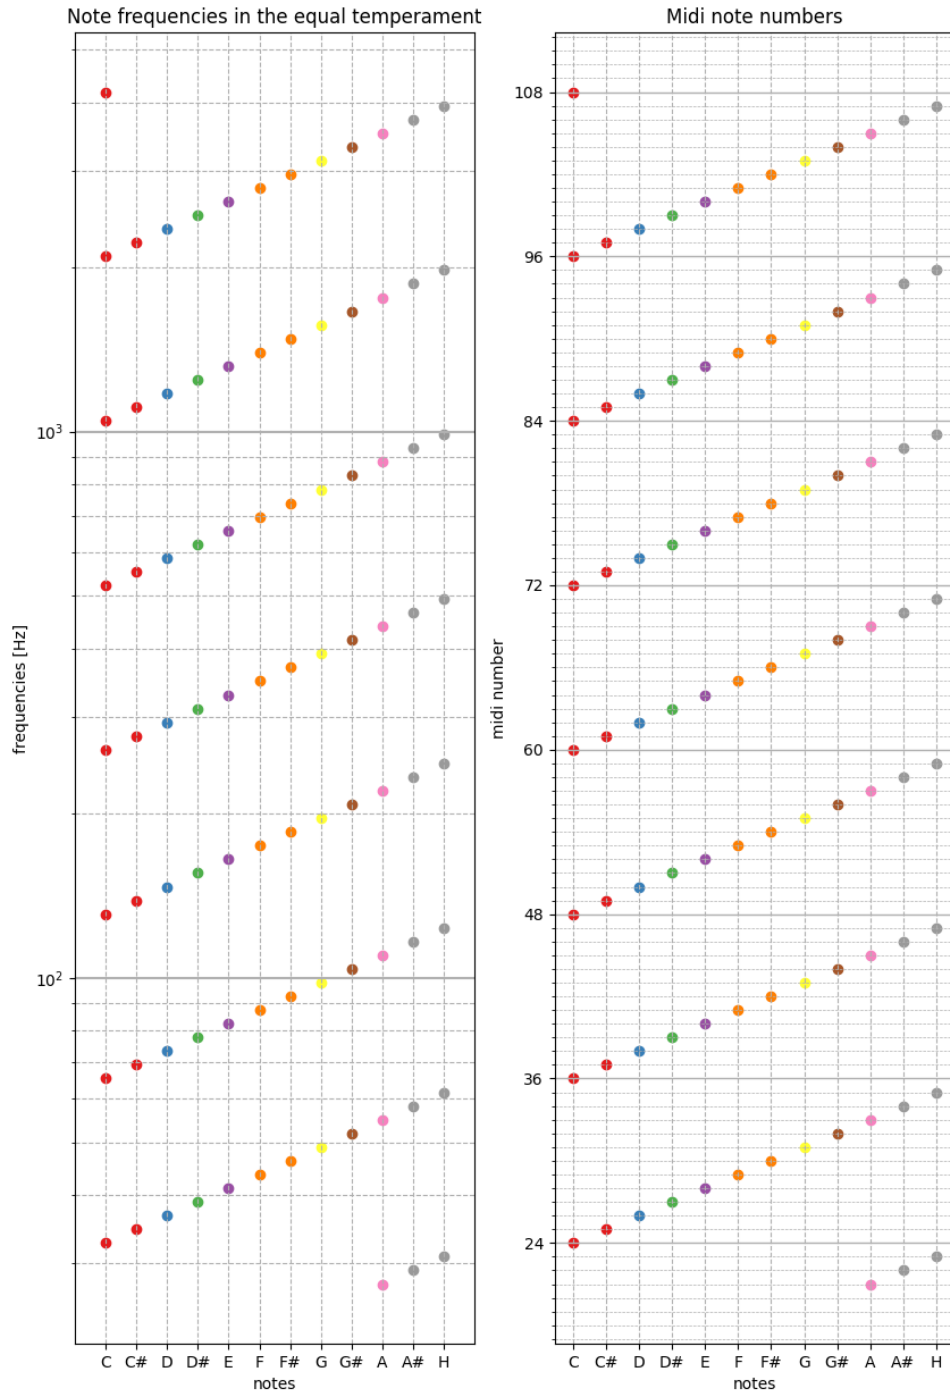 Note frequencies in the equal temperament
10³
10²
frequencies [Hz]
C C# D D# E F F# G G# A A# H
notes
Midi note numbers
108
96
84
72
60
48
36
24
midi number
C C# D D# E F F# G G# A A# H
notes